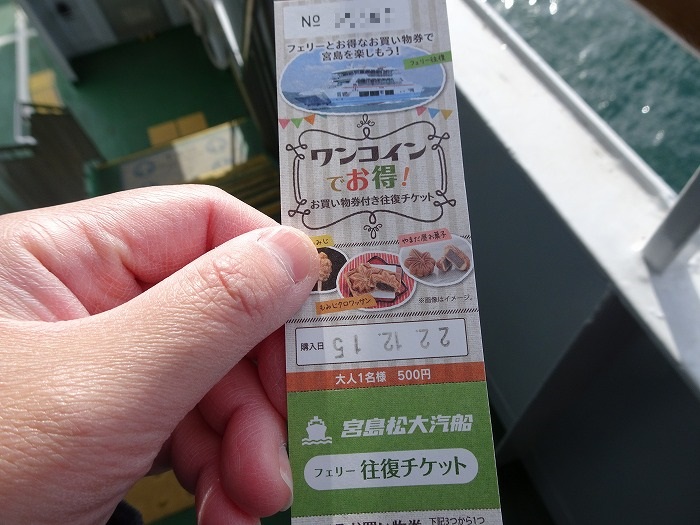 No
フェリーとお得なお買い物券で
宮島を楽しもう!
フェリー往復
ワンコイン
でお得!
お買い物券付き往復チケット
みじ
もみじクロワッサン
やまだ屋お菓子
※画像はイメージ。
購入日 22.12.15
大人1名様 500円
宮島松大汽船
フェリー 往復チケット
お買い物券 下記3つから1つ